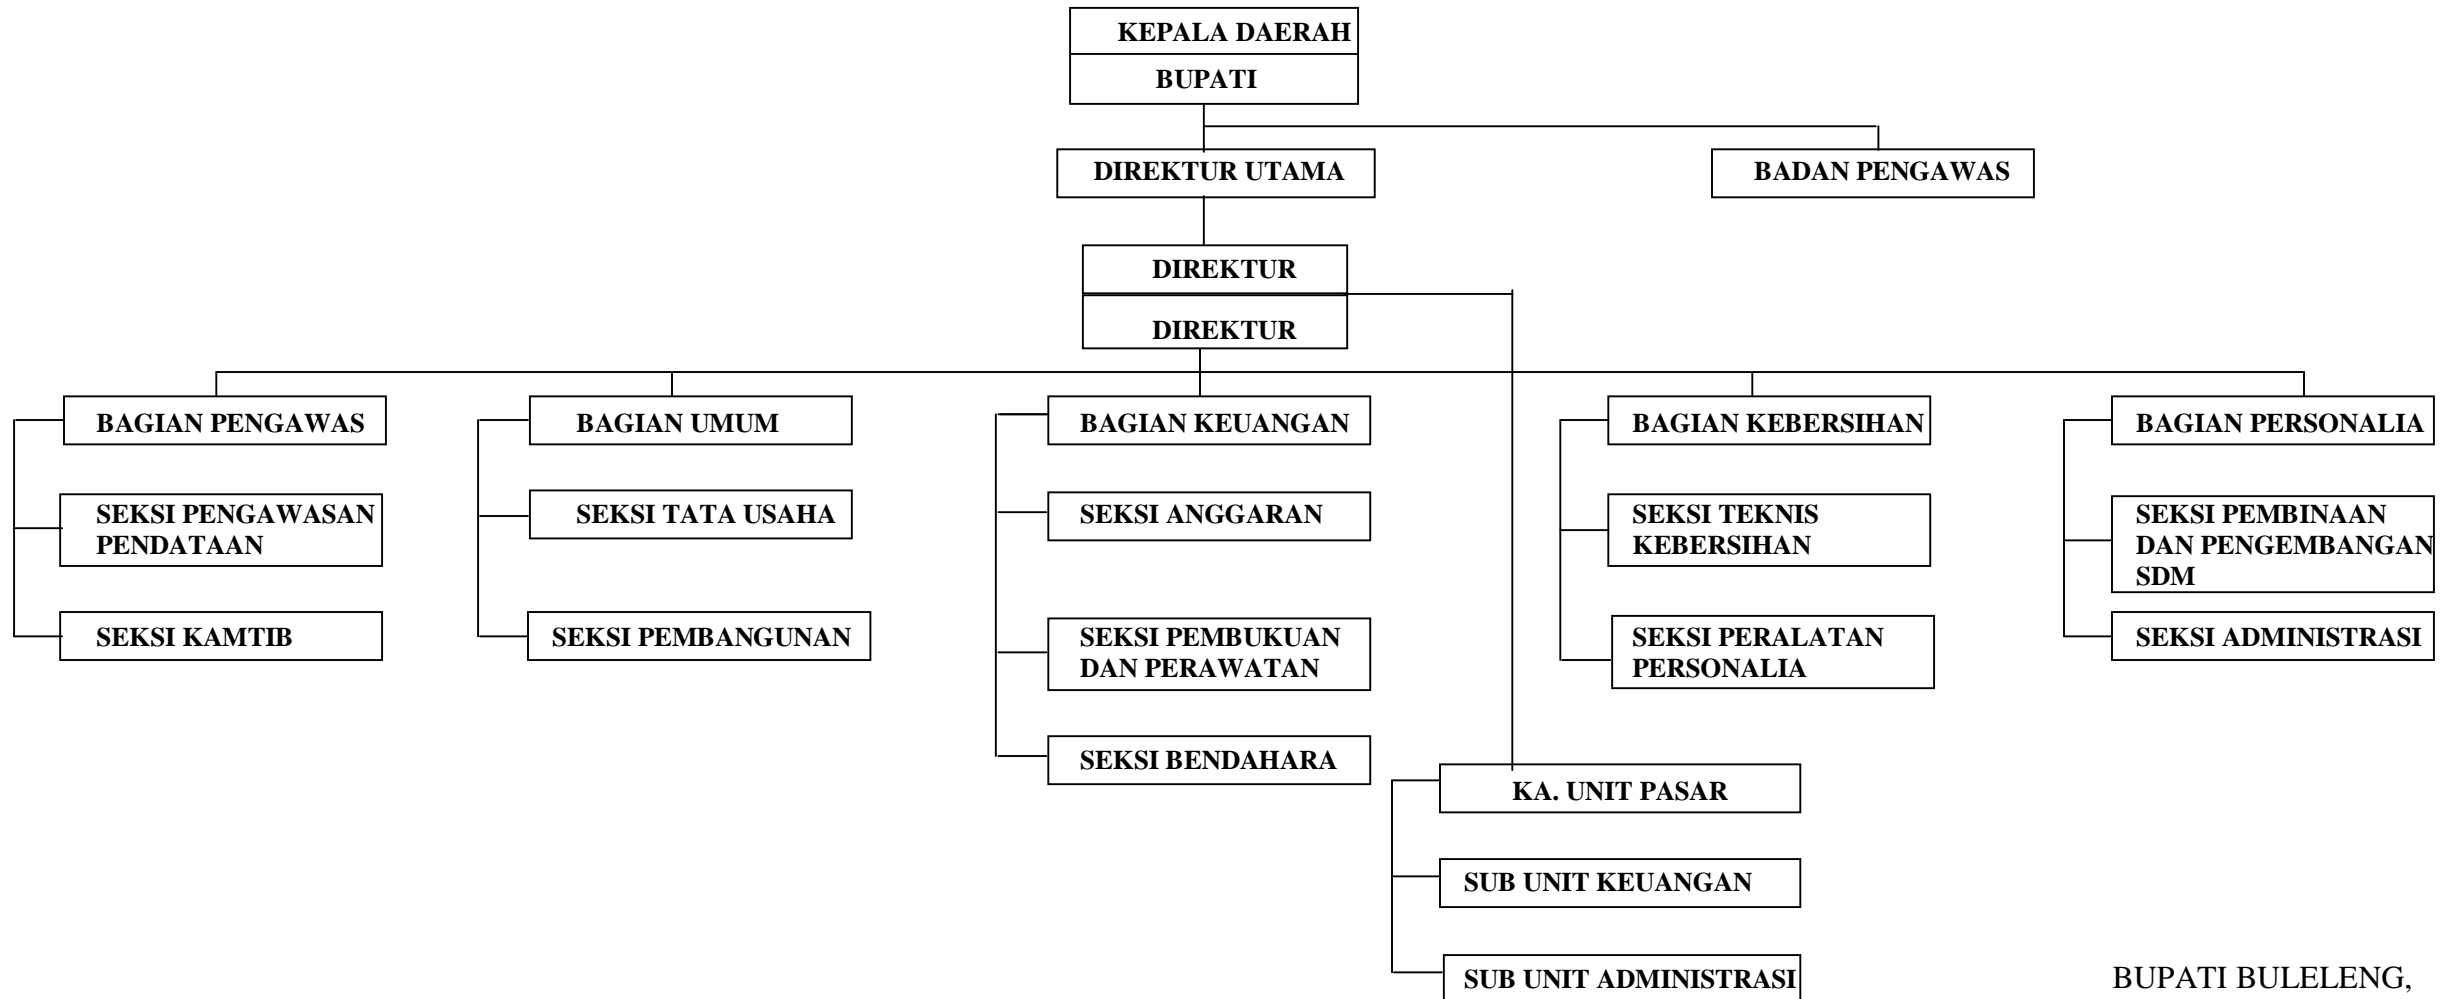 KEPALA DAERAH
BUPATI
DIREKTUR UTAMA
BADAN PENGAWAS
DIREKTUR
DIREKTUR
BAGIAN PENGAWAS
BAGIAN UMUM
BAGIAN KEUANGAN
BAGIAN KEBERSIHAN
BAGIAN PERSONALIA
SEKSI PENGAWASAN
PENDATAAN
SEKSI TATA USAHA
SEKSI ANGGARAN
SEKSI TEKNIS
KEBERSIHAN
SEKSI PEMBINAAN
DAN PENGEMBANGAN
SDM
SEKSI KAMTIB
SEKSI PEMBANGUNAN
SEKSI PEMBUKUAN
DAN PERAWATAN
SEKSI PERALATAN
PERSONALIA
SEKSI ADMINISTRASI
SEKSI BENDAHARA
KA. UNIT PASAR
SUB UNIT KEUANGAN
SUB UNIT ADMINISTRASI
BUPATI BULELENG,